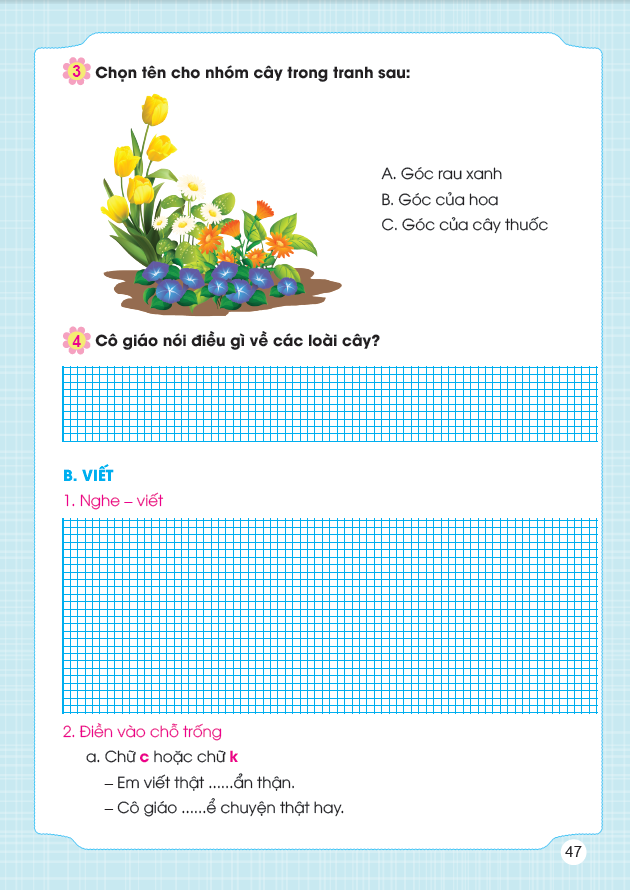 3 Chọn tên cho nhóm cây trong tranh sau:
A. Góc rau xanh
B. Góc của hoa
C. Góc của cây thuốc
4 Cô giáo nói điều gì về các loài cây?
B. VIẾT
1. Nghe – viết
2. Điền vào chỗ trống
a. Chữ c hoặc chữ k
– Em viết thật ......ẩn thận.
– Cô giáo ......ể chuyện thật hay.
47